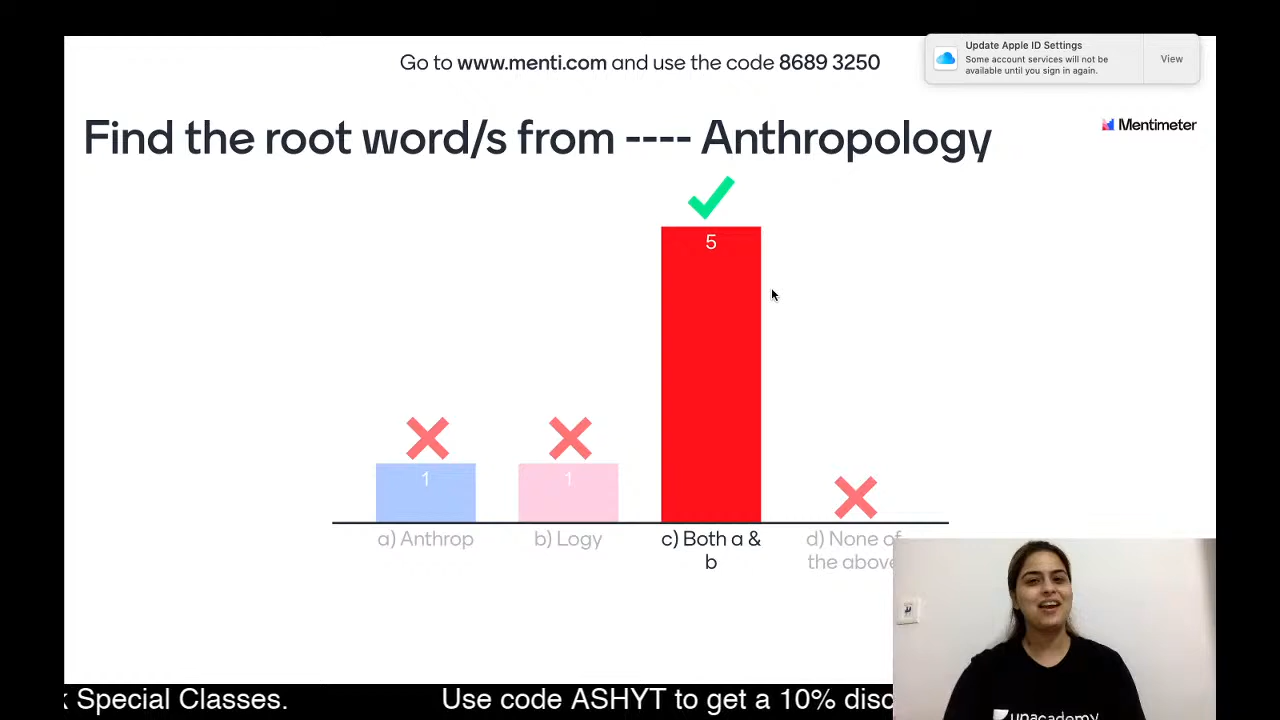 Go to www.menti.com and use the code 8689 3250
Update Apple ID Settings
Some account services will not be
available until you sign in again.
View
Find the root word/s from ---- Anthropology
Mentimeter
5
1
1
a) Anthrop
b) Logy
c) Both a &
b
d) None of
the above
unacademy
Special Classes.
Use code ASHYT to get a 10% disc